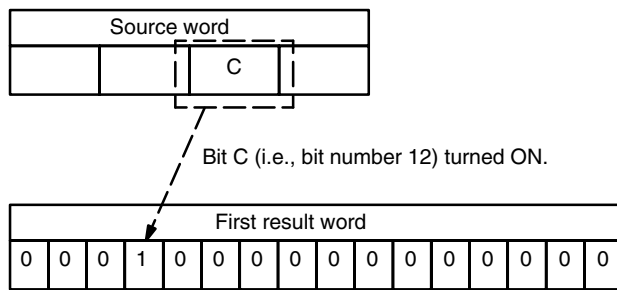 Source word
C
Bit C (i.e., bit number 12) turned ON.
First result word
0 0 0 1 0 0 0 0 0 0 0 0 0 0 0 0